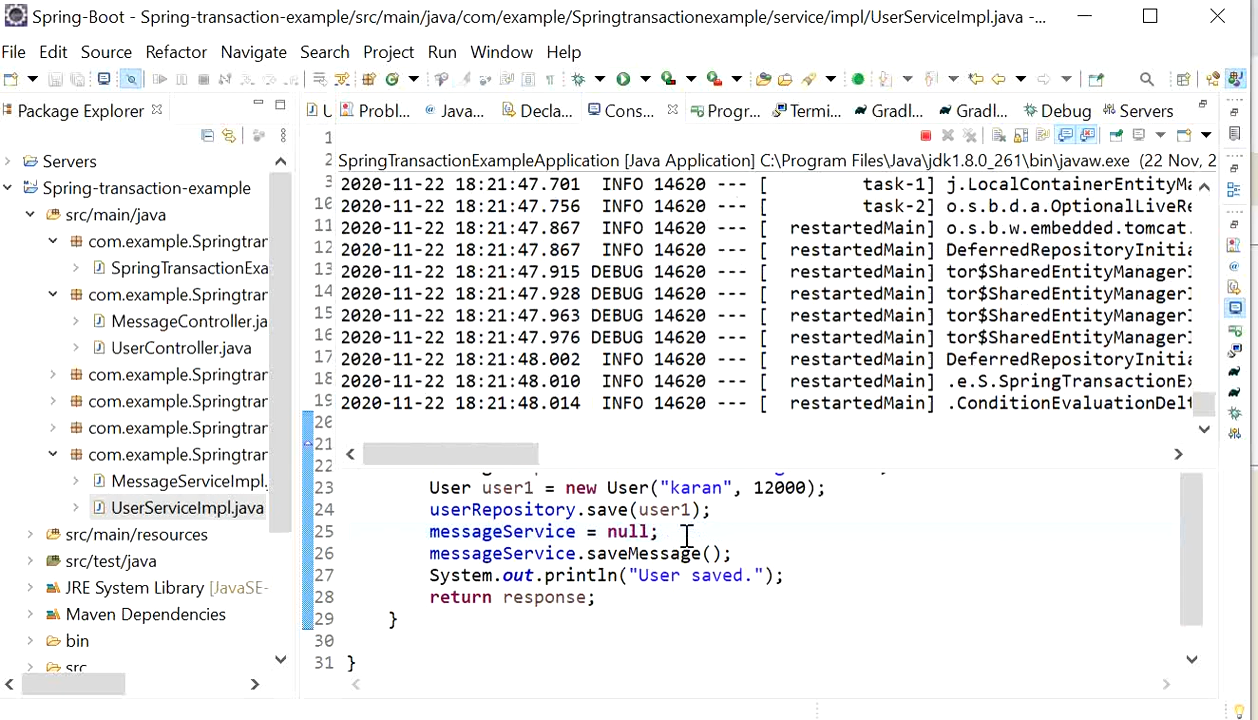 Spring-Boot - Spring-transaction-example/src/main/java/com/example/Springtransactionexample/service/impl/UserServiceImpl.java -...
File Edit Source Refactor Navigate Search Project Run Window Help
Package Explorer
U Probl... Java... Decla... Cons... Progr... Termi... Gradl... Gradl... Debug Servers
Servers
Spring-transaction-example
src/main/java
com.example.Springtrar
SpringTransactionExa
com.example.Springtrar
MessageController.ja
UserController.java
com.example.Springtrar
com.example.Springtrar
com.example.Springtrar
com.example.Springtrar
MessageServiceImpl.
UserServiceImpl.java
src/main/resources
src/test/java
JRE System Library [JavaSE-
Maven Dependencies
bin
src
SpringTransactionExampleApplication [Java Application] C:\Program Files\Java\jdk1.8.0_261\bin\javaw.exe (22 Nov, 2
2020-11-22 18:21:47.701 INFO 14620 --- [ task-1] j.LocalContainerEntityMa
2020-11-22 18:21:47.756 INFO 14620 --- [ task-2] o.s.b.d.a.OptionalLiveRe
2020-11-22 18:21:47.867 INFO 14620 --- [ restartedMain] o.s.b.w.embedded.tomcat.
2020-11-22 18:21:47.867 INFO 14620 --- [ restartedMain] DeferredRepositoryInitia
2020-11-22 18:21:47.915 DEBUG 14620 --- [ restartedMain] tor$SharedEntityManagerI
2020-11-22 18:21:47.928 DEBUG 14620 --- [ restartedMain] tor$SharedEntityManagerI
2020-11-22 18:21:47.963 DEBUG 14620 --- [ restartedMain] tor$SharedEntityManagerI
2020-11-22 18:21:47.976 DEBUG 14620 --- [ restartedMain] tor$SharedEntityManagerI
2020-11-22 18:21:48.002 INFO 14620 --- [ restartedMain] DeferredRepositoryInitia
2020-11-22 18:21:48.010 INFO 14620 --- [ restartedMain] .e.S.SpringTransactionEx
2020-11-22 18:21:48.014 INFO 14620 --- [ restartedMain] .ConditionEvaluationDelt
1
2
3
10
11
12
13
14
15
16
17
18
19
20
21
22
23 User user1 = new User("karan", 12000);
24 userRepository.save(user1);
25 messageService = null;
26 messageService.saveMessage();
27 System.out.println("User saved.");
28 return response;
29 }
30
31 }